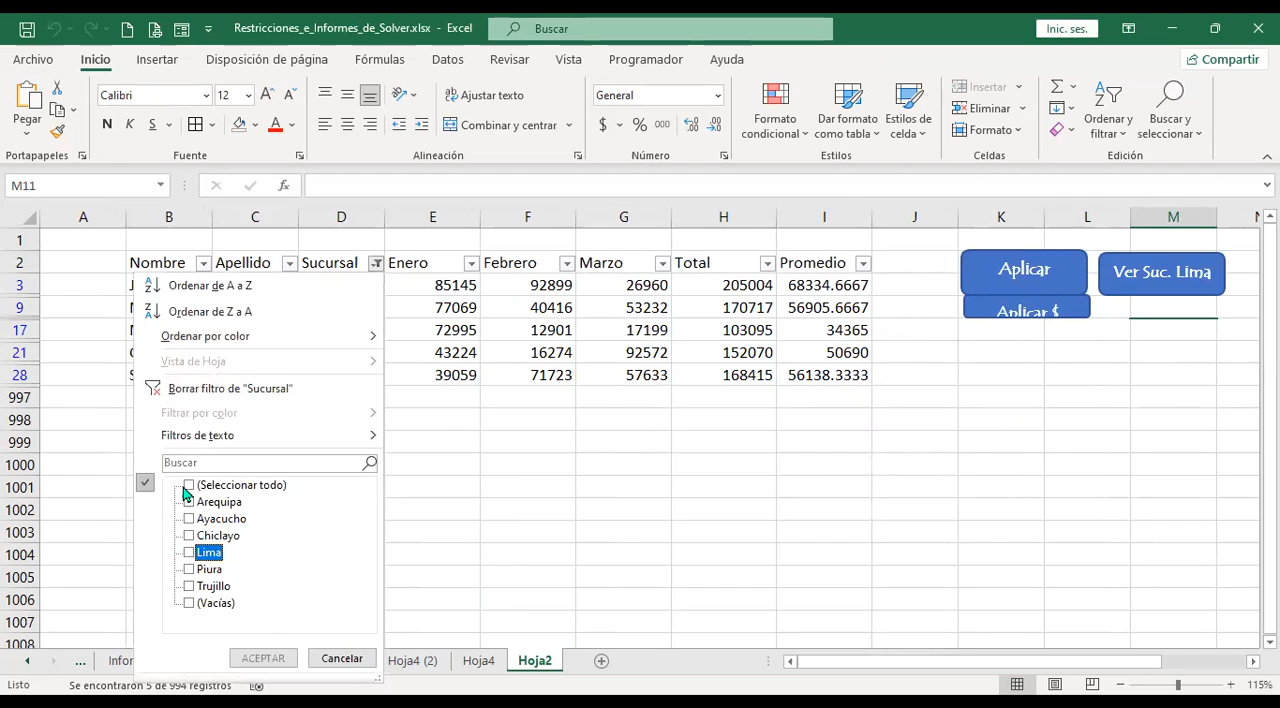 Restricciones_e_Informes_de_Solver.xlsx - Excel
Buscar
Inic. ses.
Archivo Inicio Insertar Disposición de página Fórmulas Datos Revisar Vista Programador Ayuda Compartir
Pegar
Calibri 12
N K S
Ajustar texto
Combinar y centrar
General
$ % 000
Formato condicional
Dar formato como tabla
Estilos de celda
Insertar
Eliminar
Formato
Ordenar y filtrar
Buscar y seleccionar
Portapapeles Fuente Alineación Número Estilos Celdas Edición
M11 fx
A B C D E F G H I J K L M
1
2 Nombre Apellido Sucursal Enero Febrero Marzo Total Promedio
3 85145 92899 26960 205004 68334.6667
9 77069 40416 53232 170717 56905.6667
17 72995 12901 17199 103095 34365
21 43224 16274 92572 152070 50690
28 39059 71723 57633 168415 56138.3333
997
998
999
1000
1001
1002
1003
1004
1005
1006
1007
1008
Aplicar
Ver Suc. Lima
Aplicar $
Ordenar de A a Z
Ordenar de Z a A
Ordenar por color
Vista de Hoja
Borrar filtro de "Sucursal"
Filtrar por color
Filtros de texto
Buscar
(Seleccionar todo)
Arequipa
Ayacucho
Chiclayo
Lima
Piura
Trujillo
(Vacías)
ACEPTAR Cancelar
... Infor Hoja4 (2) Hoja4 Hoja2
Listo Se encontraron 5 de 994 registros 115%